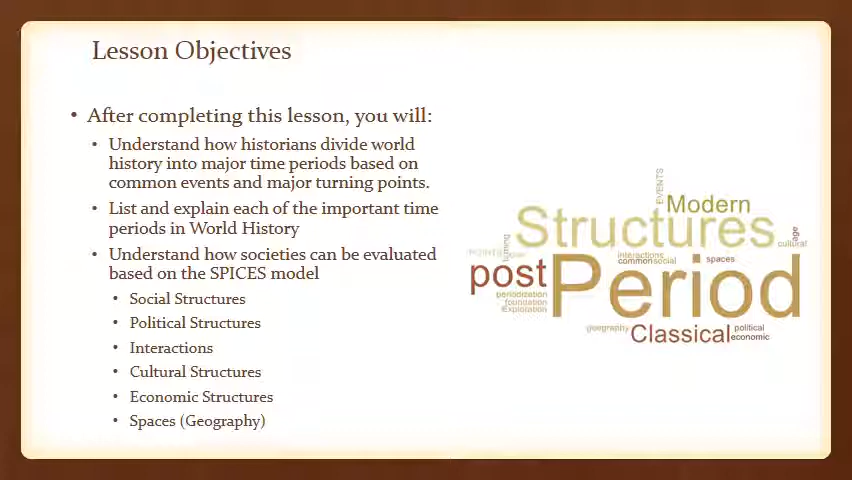 Lesson Objectives
• After completing this lesson, you will:
• Understand how historians divide world
history into major time periods based on
common events and major turning points.
• List and explain each of the important time
periods in World History
• Understand how societies can be evaluated
based on the SPICES model
• Social Structures
• Political Structures
• Interactions
• Cultural Structures
• Economic Structures
• Spaces (Geography)
EVENTS
Modern
Structures
age
cultural
POINTS
turning
interactions
common social
spaces
post
Period
periodization
foundation
Exploration
geography
Classical
political
economic